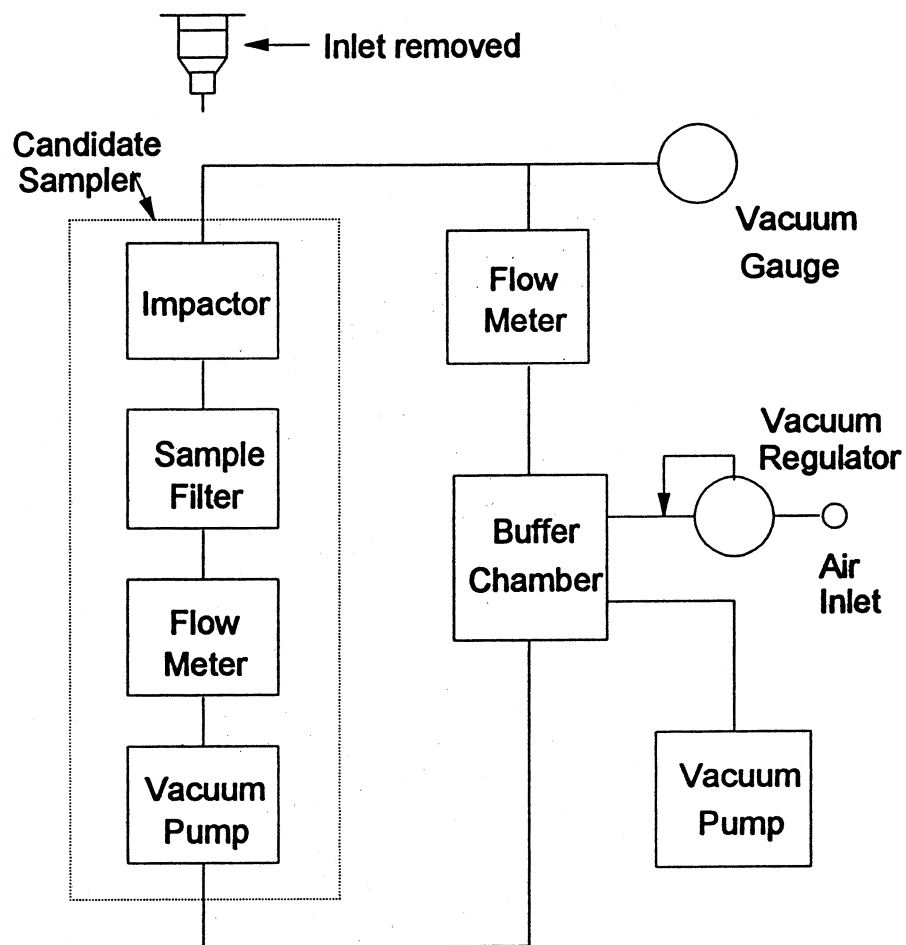 Inlet removed
Candidate
Sampler
Vacuum
Gauge
Impactor
Flow
Meter
Sample
Filter
Vacuum
Regulator
Buffer
Chamber
Air
Inlet
Flow
Meter
Vacuum
Pump
Vacuum
Pump